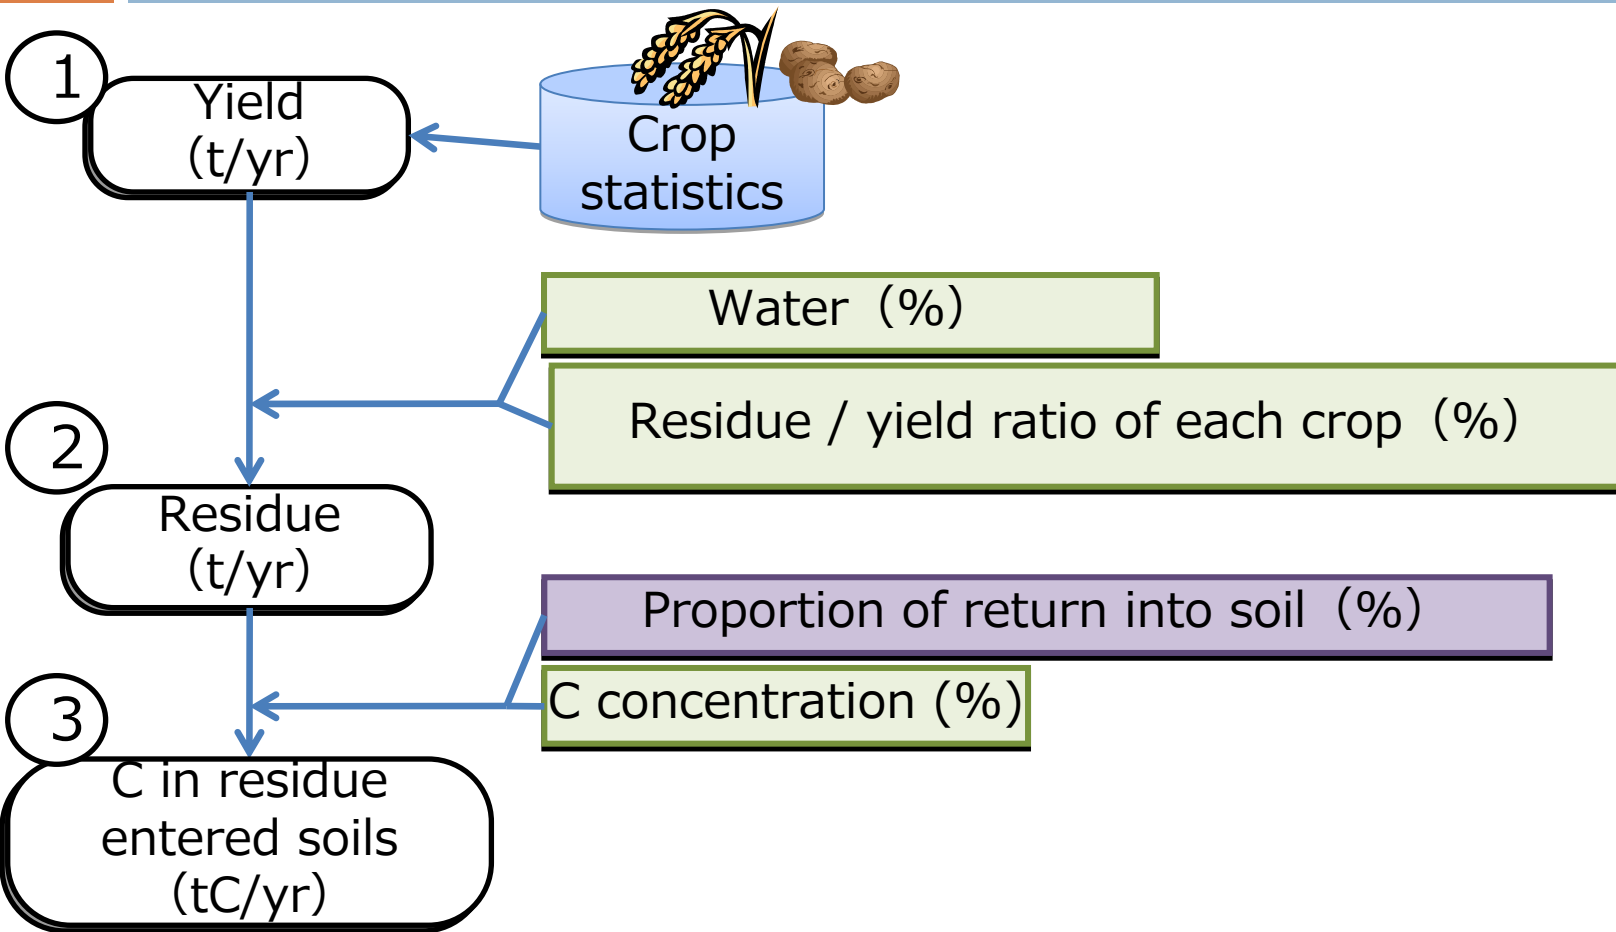 1
Yield
(t/yr)
Crop
statistics
Water（%）
Residue / yield ratio of each crop（%）
2
Residue
(t/yr)
Proportion of return into soil（%）
C concentration (%)
3
C in residue
entered soils
(tC/yr)